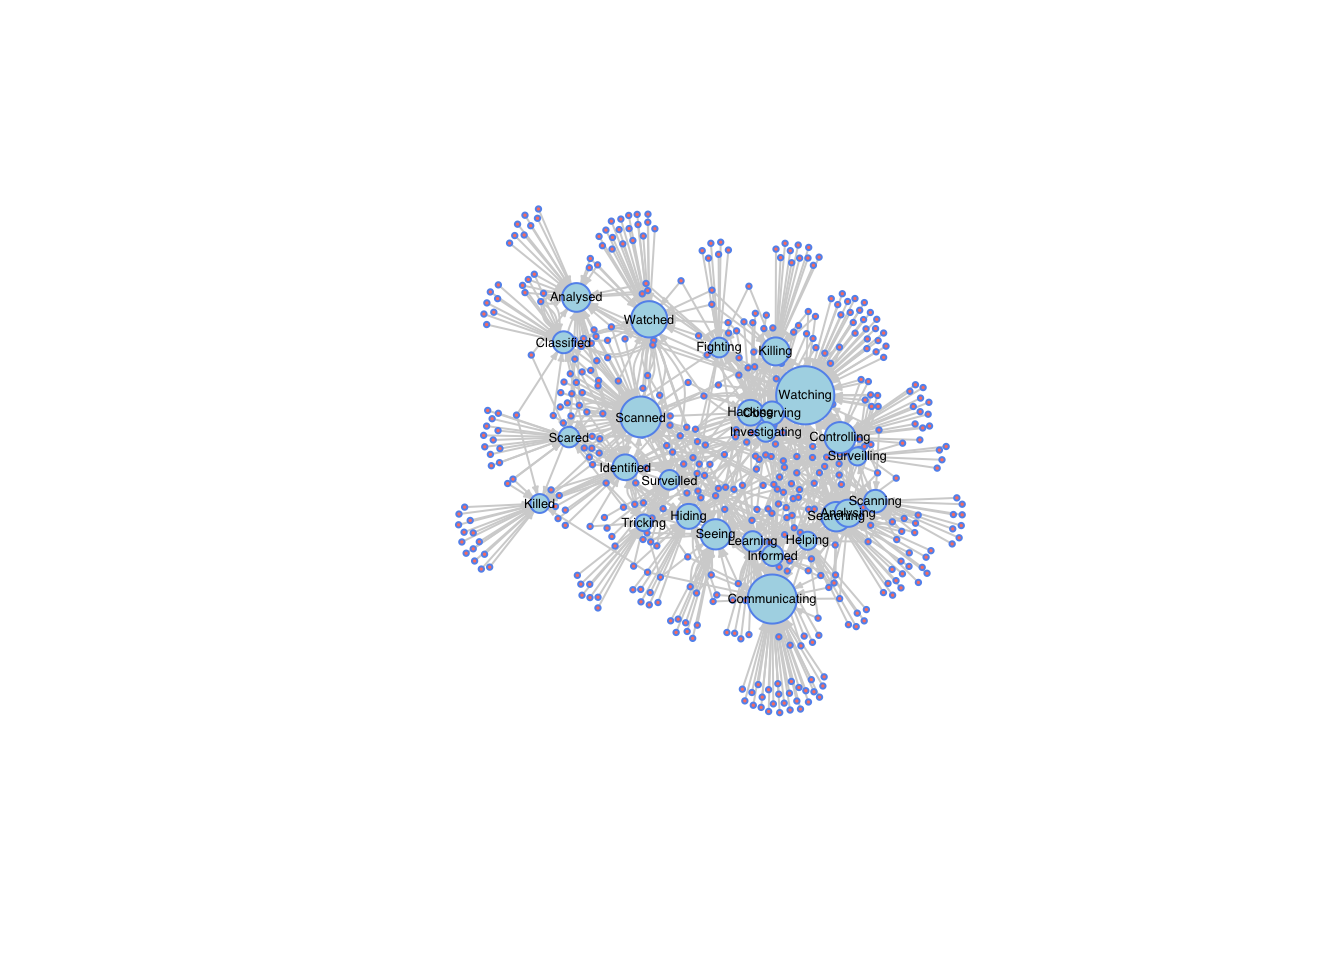 Analysed
Watched
Classified
Fighting
Killing
Watching
Scanned
Hacking
Observing
Investigating
Controlling
Scared
Surveilling
Identified
Surveilled
Killed
Scanning
Analysing
Searching
Hiding
Tricking
Seeing
Learning
Helping
Informed
Communicating